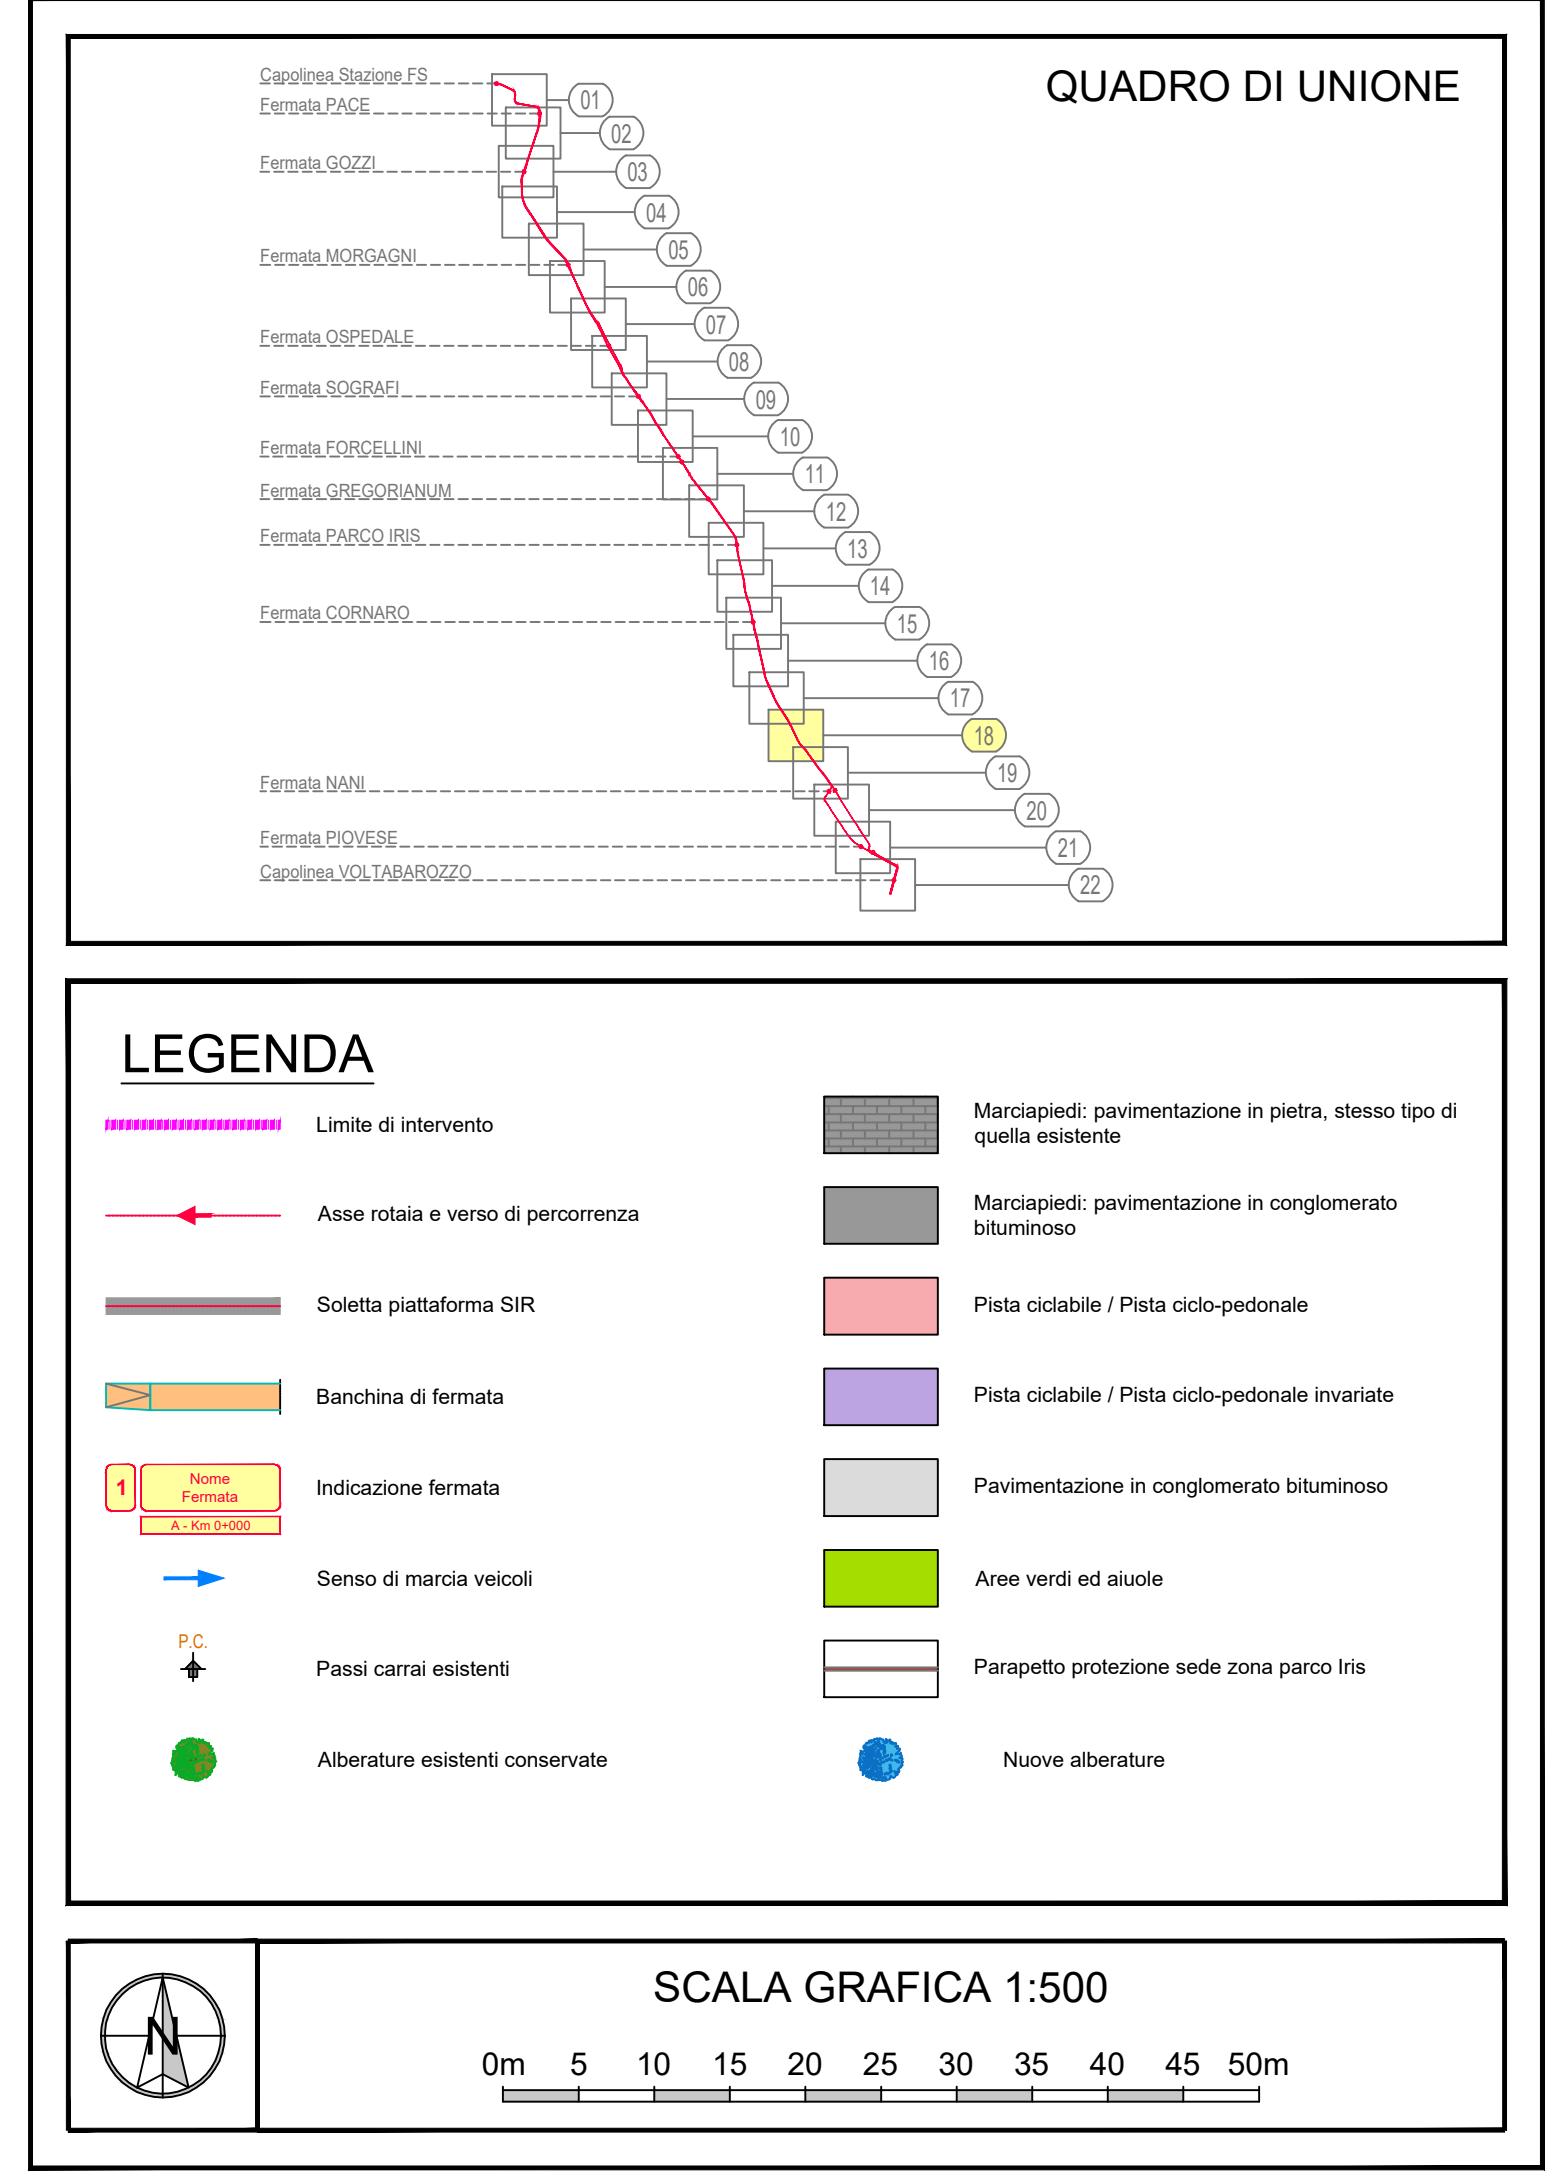 QUADRO DI UNIONE
Capolinea Stazione FS
01
Fermata PACE
02
Fermata GOZZI
03
04
05
Fermata MORGAGNI
06
07
Fermata OSPEDALE
08
Fermata SOGRAFI
09
10
Fermata FORCELLINI
11
Fermata GREGORIANUM
12
Fermata PARCO IRIS
13
14
Fermata CORNARO
15
16
17
18
19
Fermata NANI
20
Fermata PIOVESE
21
Capolinea VOLTABAROZZO
22
LEGENDA
Limite di intervento
Asse rotaia e verso di percorrenza
Soletta piattaforma SIR
Banchina di fermata
1
Nome
Fermata
A - Km 0+000
Indicazione fermata
Senso di marcia veicoli
P.C.
Passi carrai esistenti
Alberature esistenti conservate
Marciapiedi: pavimentazione in pietra, stesso tipo di
quella esistente
Marciapiedi: pavimentazione in conglomerato
bituminoso
Pista ciclabile / Pista ciclo-pedonale
Pista ciclabile / Pista ciclo-pedonale invariate
Pavimentazione in conglomerato bituminoso
Aree verdi ed aiuole
Parapetto protezione sede zona parco Iris
Nuove alberature
N
SCALA GRAFICA 1:500
0m 5 10 15 20 25 30 35 40 45 50m